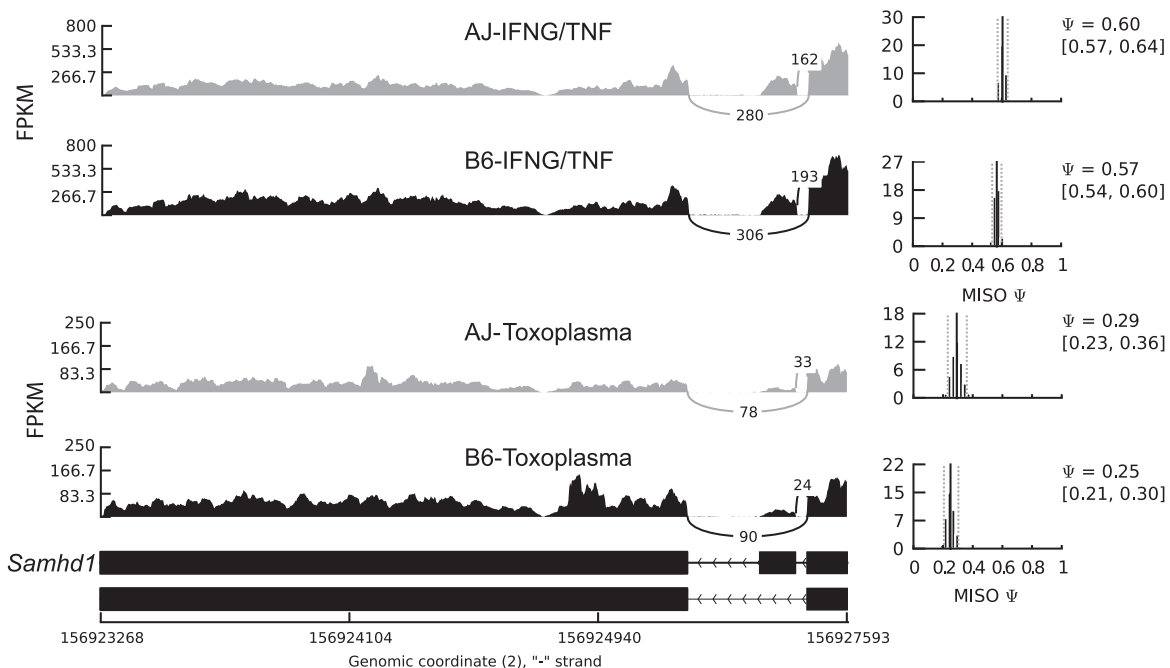 800
533.3
266.7
FPKM
AJ-IFNG/TNF
162
280
30
20
10
0
Ψ = 0.60
[0.57, 0.64]
800
533.3
266.7
B6-IFNG/TNF
193
306
27
18
9
0
0 0.2 0.4 0.6 0.8 1
MISO Ψ
Ψ = 0.57
[0.54, 0.60]
250
166.7
83.3
FPKM
AJ-Toxoplasma
33
78
18
12
6
0
Ψ = 0.29
[0.23, 0.36]
250
166.7
83.3
B6-Toxoplasma
24
90
22
15
7
0
0 0.2 0.4 0.6 0.8 1
MISO Ψ
Ψ = 0.25
[0.21, 0.30]
Samhd1
156923268 156924104 156924940 156927593
Genomic coordinate (2), "-" strand